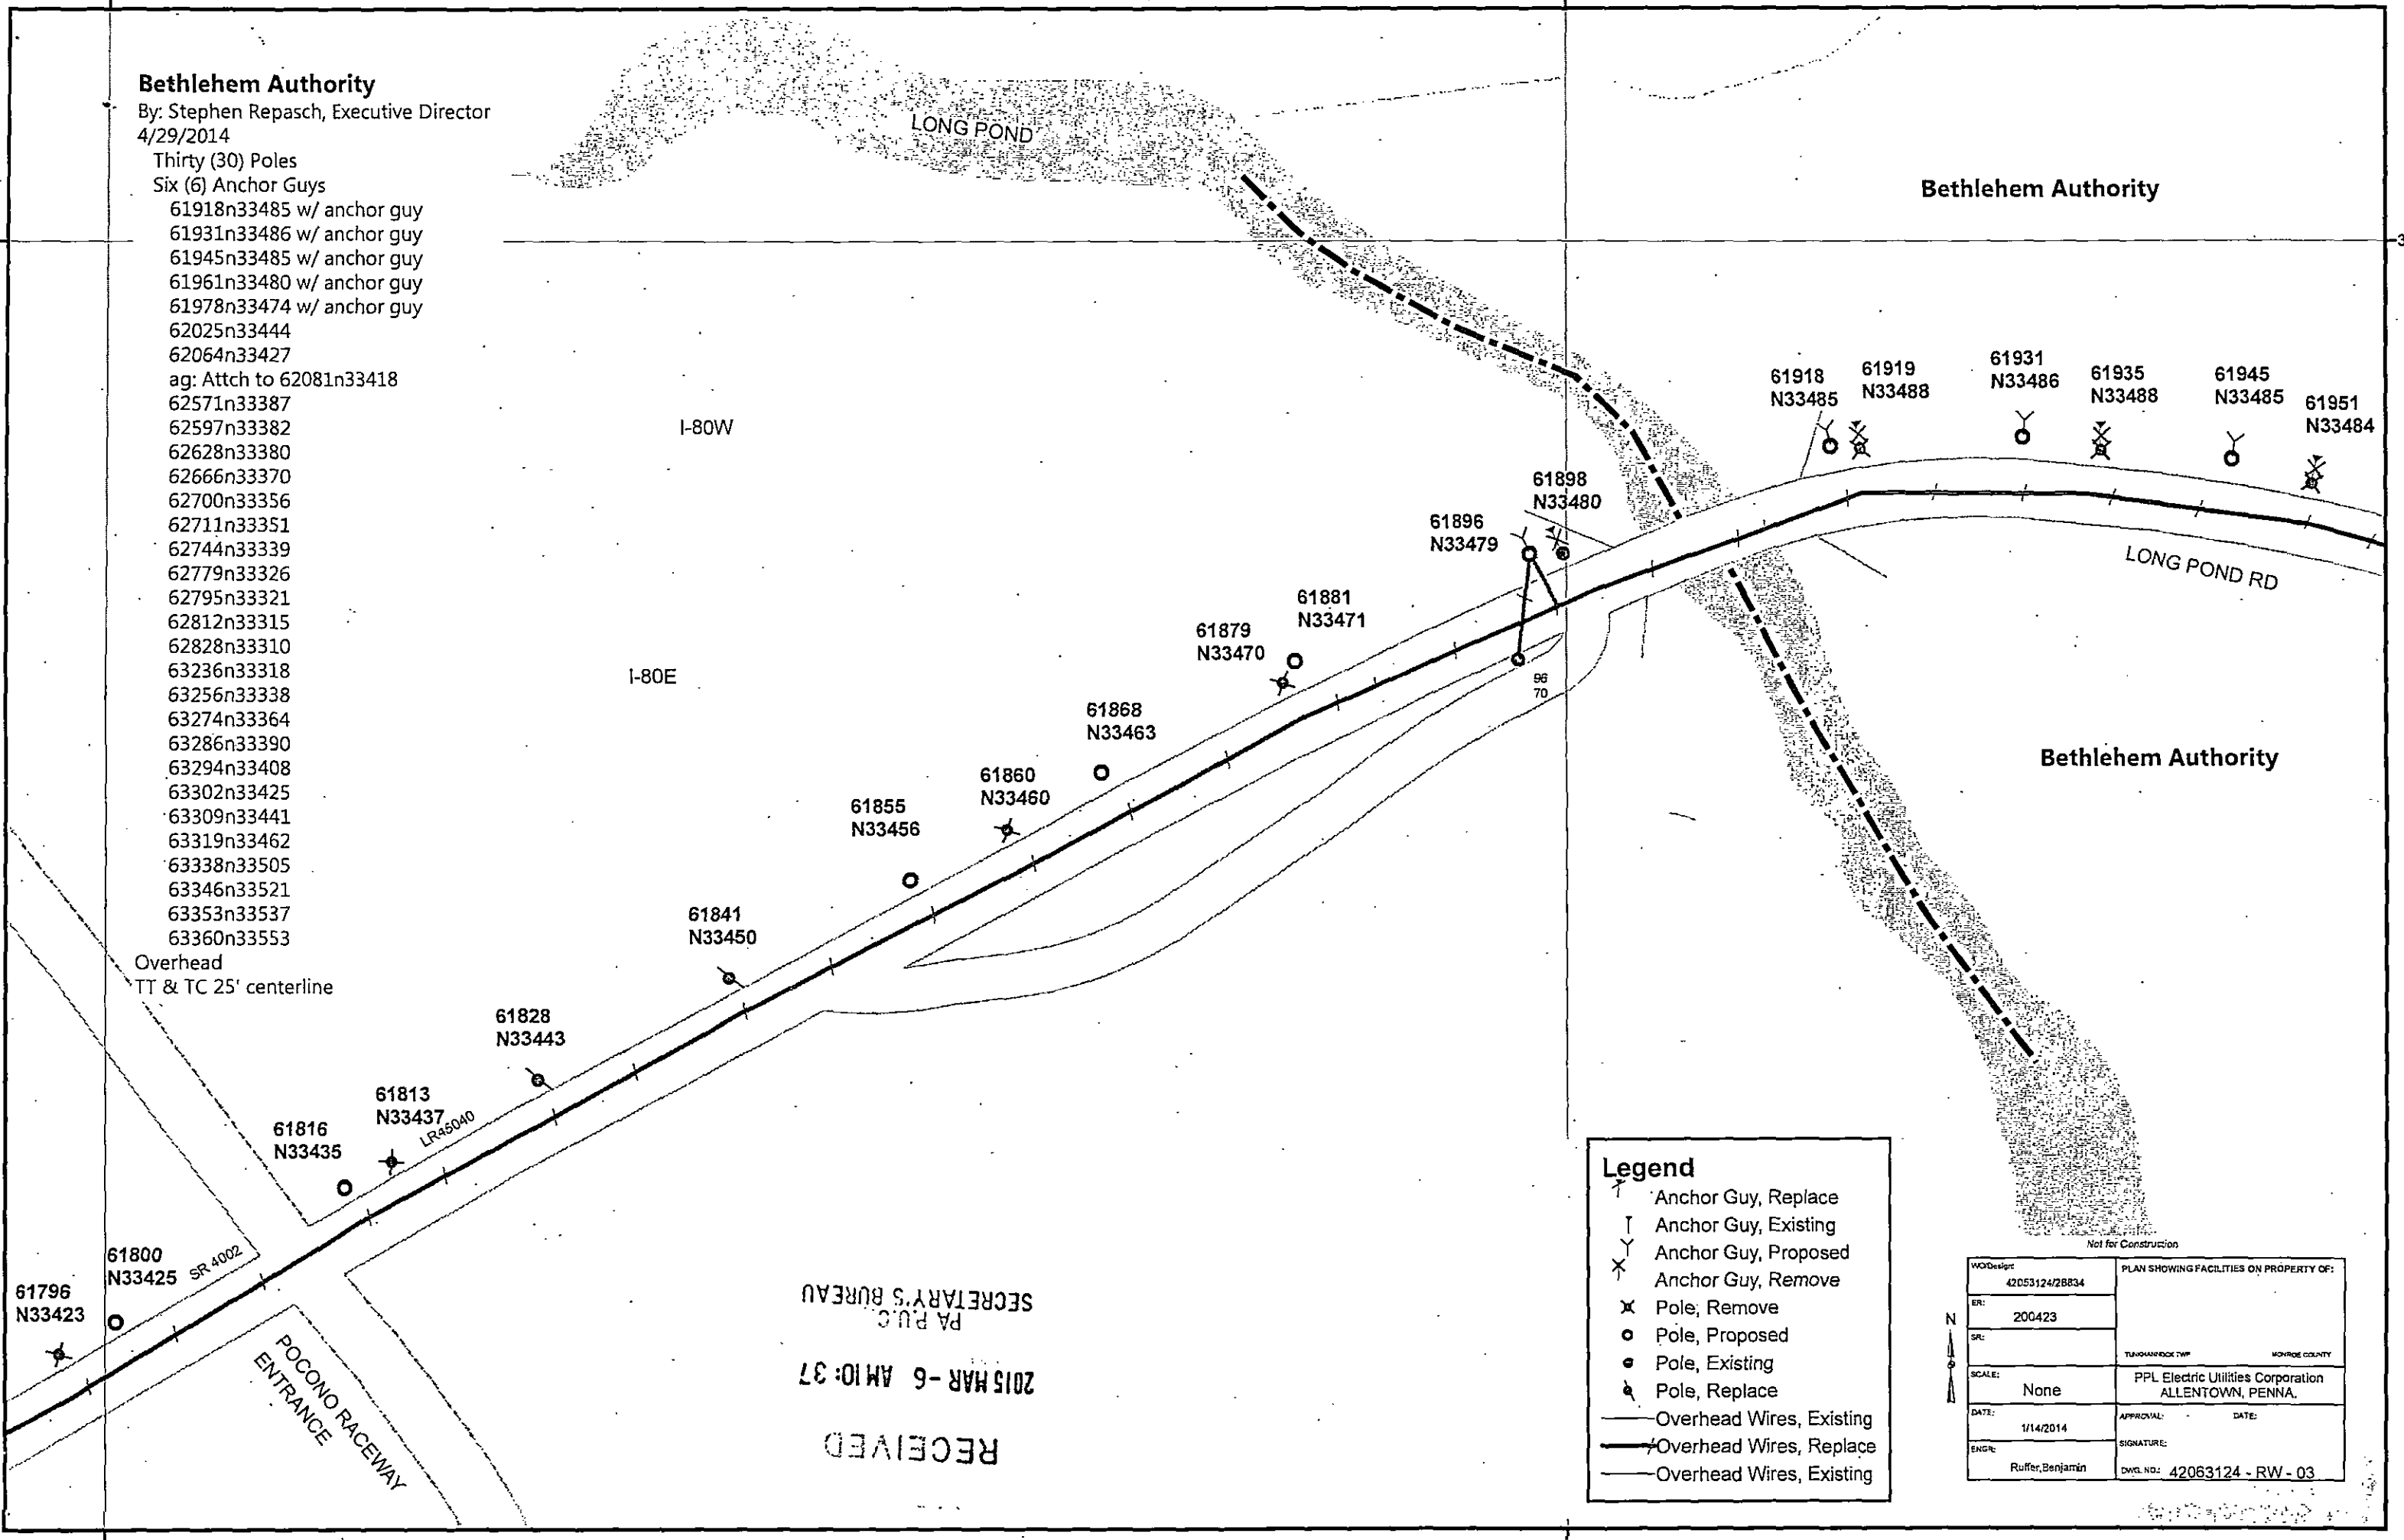 Bethlehem Authority
By: Stephen Repasch, Executive Director
4/29/2014
Thirty (30) Poles
Six (6) Anchor Guys
61918n33485 w/ anchor guy
61931n33486 w/ anchor guy
61945n33485 w/ anchor guy
61961n33480 w/ anchor guy
61978n33474 w/ anchor guy
62025n33444
62064n33427
ag: Attch to 62081n33418
62571n33387
62597n33382
62628n33380
62666n33370
62700n33356
62711n33351
62744n33339
62779n33326
62795n33321
62812n33315
62828n33310
63236n33318
63256n33338
63274n33364
63286n33390
63294n33408
63302n33425
63309n33441
63319n33462
63338n33505
63346n33521
63353n33537
63360n33553
Overhead
TT & TC 25' centerline
LONG POND
Bethlehem Authority
3
I-80W
I-80E
61918
N33485
61919
N33488
61931
N33486
61935
N33488
61945
N33485
61951
N33484
61898
N33480
61896
N33479
LONG POND RD
96
70
61881
N33471
61879
N33470
61868
N33463
61860
N33460
61855
N33456
Bethlehem Authority
61841
N33450
61828
N33443
61813
N33437
LR45040
61816
N33435
61800
N33425
SR 4002
61796
N33423
POCONO RACEWAY
ENTRANCE
RECEIVED
2015 MAR -6 AM 10:37
PA P.U.C.
SECRETARY'S BUREAU
Legend
Anchor Guy, Replace
Anchor Guy, Existing
Anchor Guy, Proposed
Anchor Guy, Remove
Pole, Remove
Pole, Proposed
Pole, Existing
Pole, Replace
Overhead Wires, Existing
Overhead Wires, Replace
Overhead Wires, Existing
Not for Construction
N
WO/Design:
42053124/28834
ER:
200423
SR:
SCALE:
None
DATE:
1/14/2014
ENGR:
Ruffer,Benjamin
PLAN SHOWING FACILITIES ON PROPERTY OF:
TUNKHANNOCK TWP MONROE COUNTY
PPL Electric Utilities Corporation
ALLENTOWN, PENNA.
APPROVAL: DATE:
SIGNATURE:
DWG. NO.: 42063124 - RW - 03